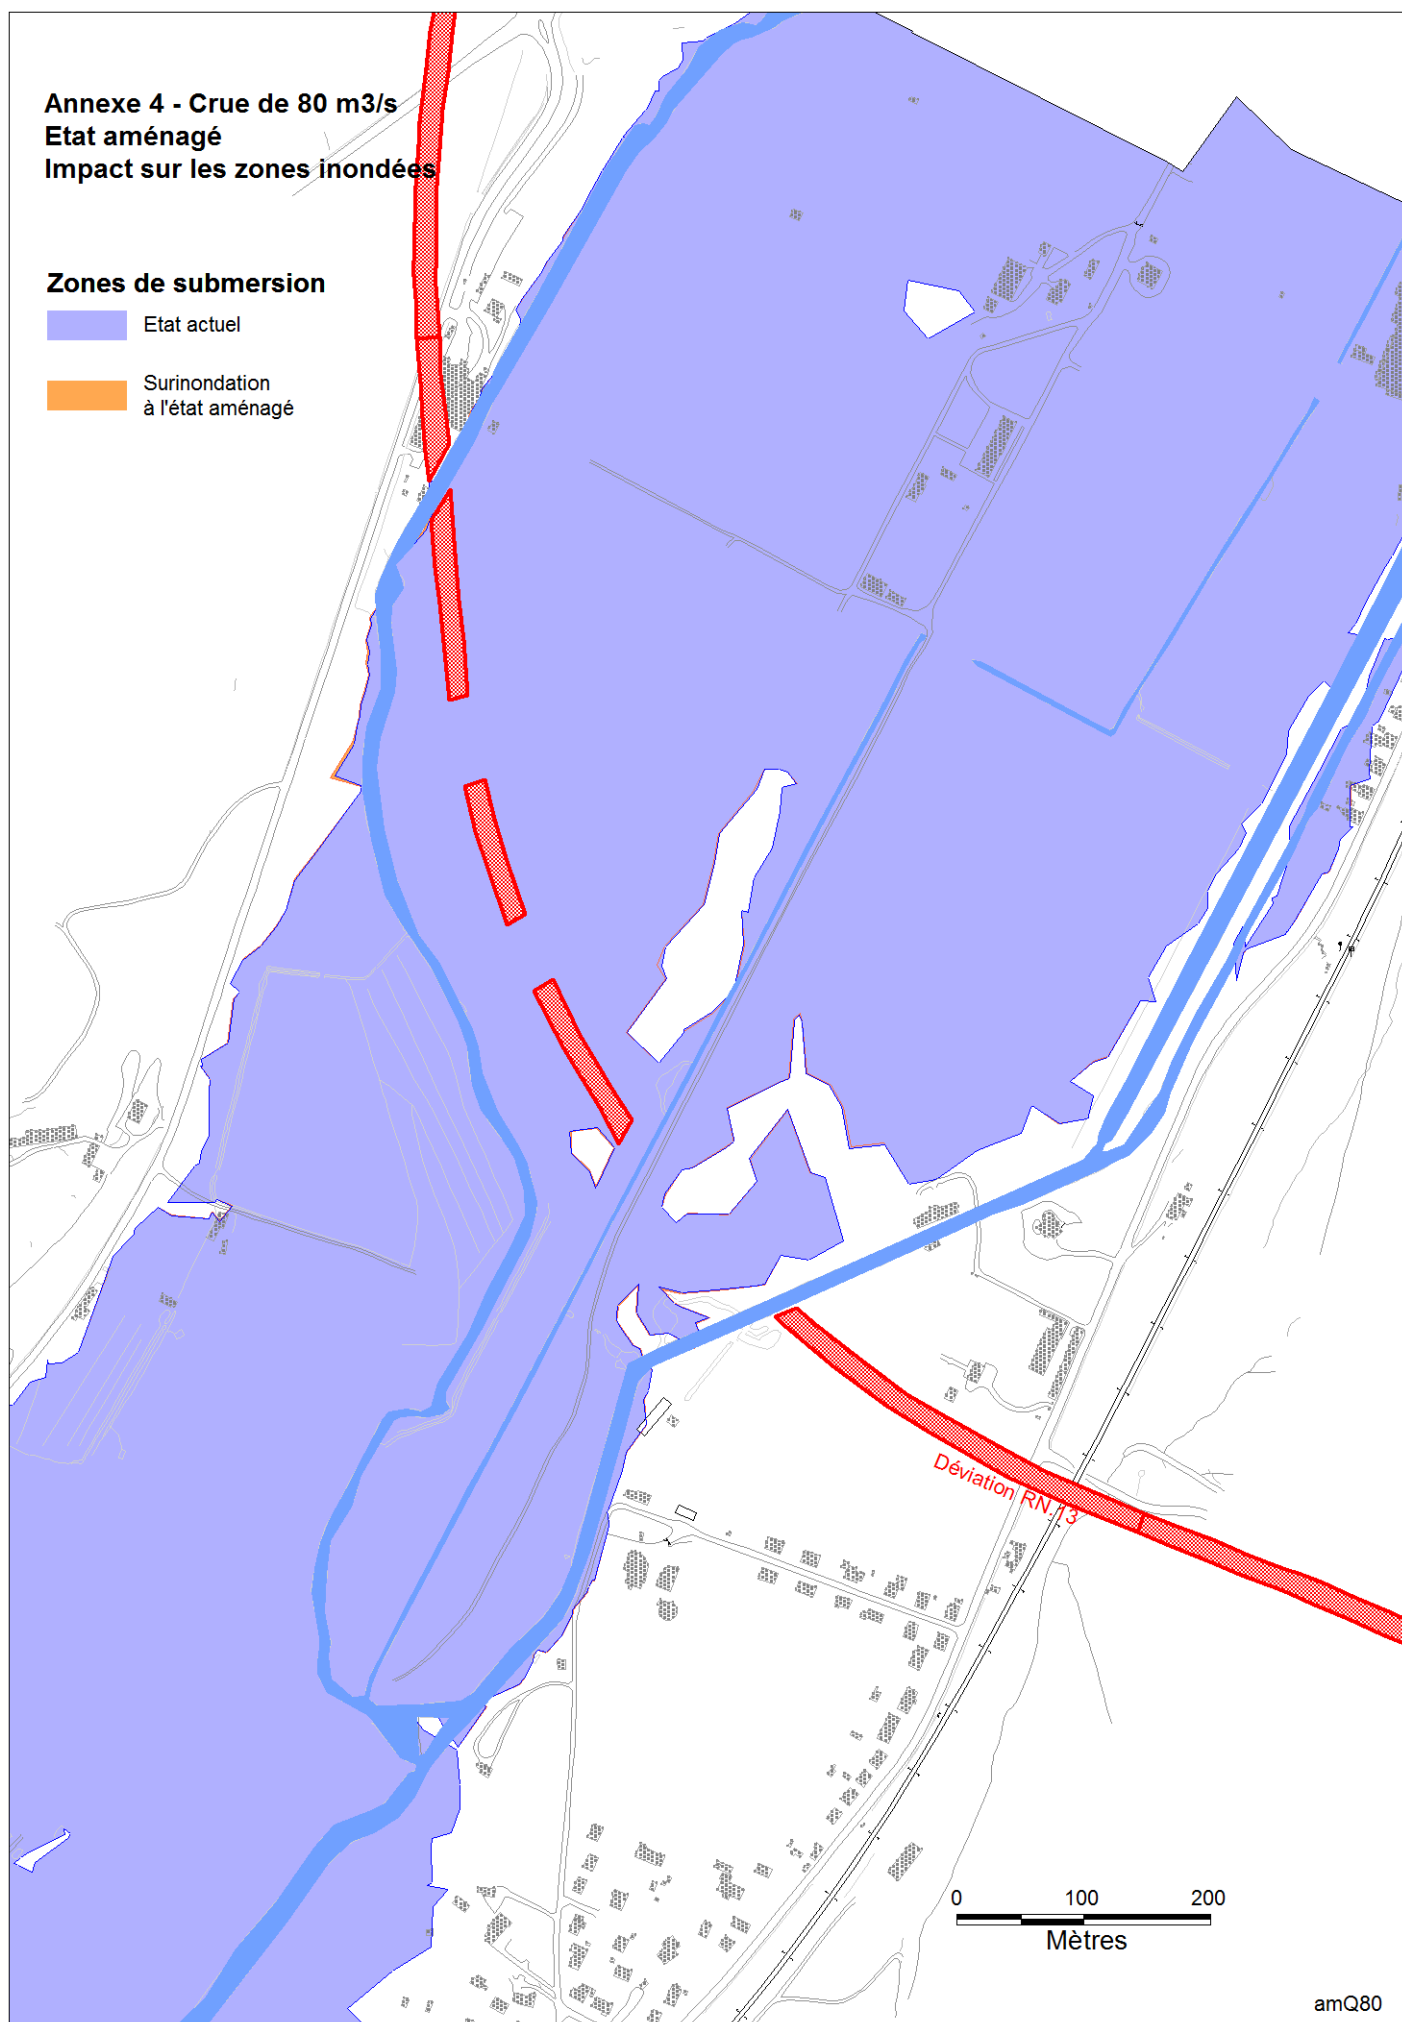 Annexe 4 - Crue de 80 m3/s
Etat aménagé
Impact sur les zones inondées
Zones de submersion
Etat actuel
Surinondation
à l'état aménagé
Déviation RN.13
0 100 200
Mètres
amQ80